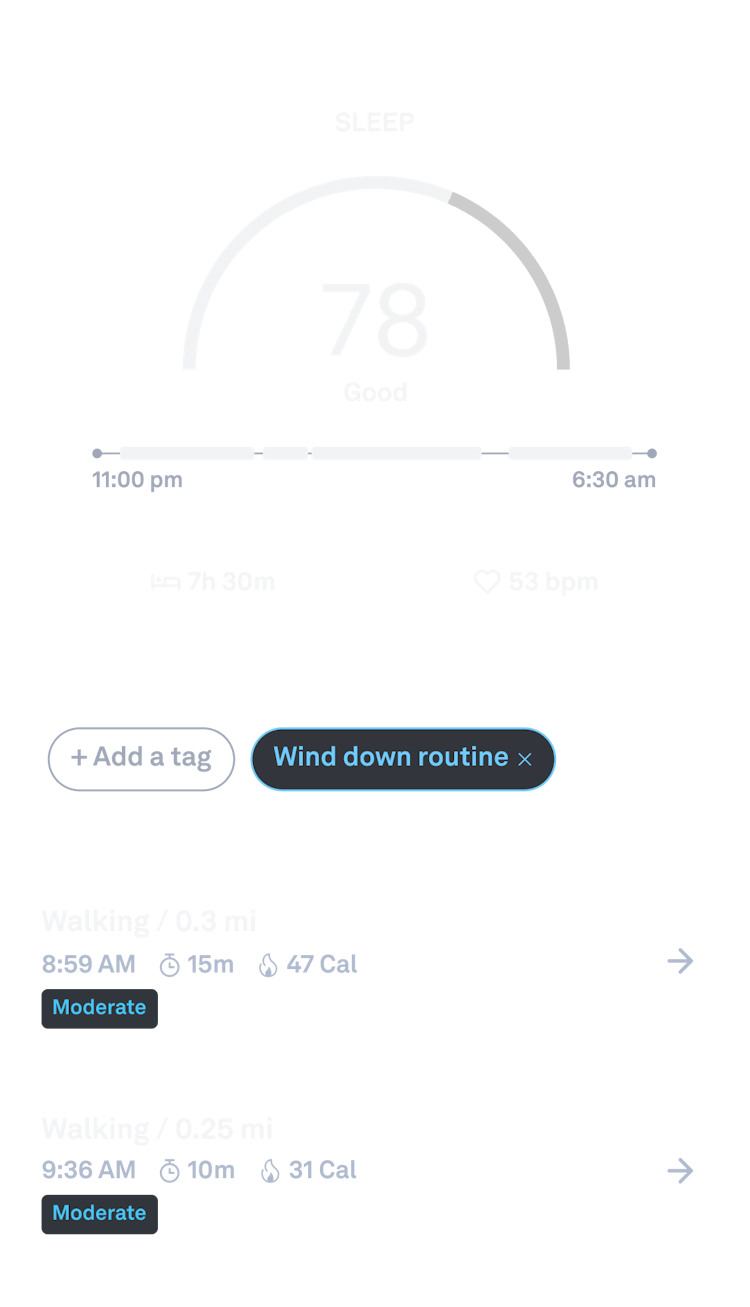 SLEEP
78
Good
11:00 pm 6:30 am
7h 30m 53 bpm
+ Add a tag Wind down routine ×
Walking / 0.3 mi
8:59 AM 15m 47 Cal
Moderate
Walking / 0.25 mi
9:36 AM 10m 31 Cal
Moderate